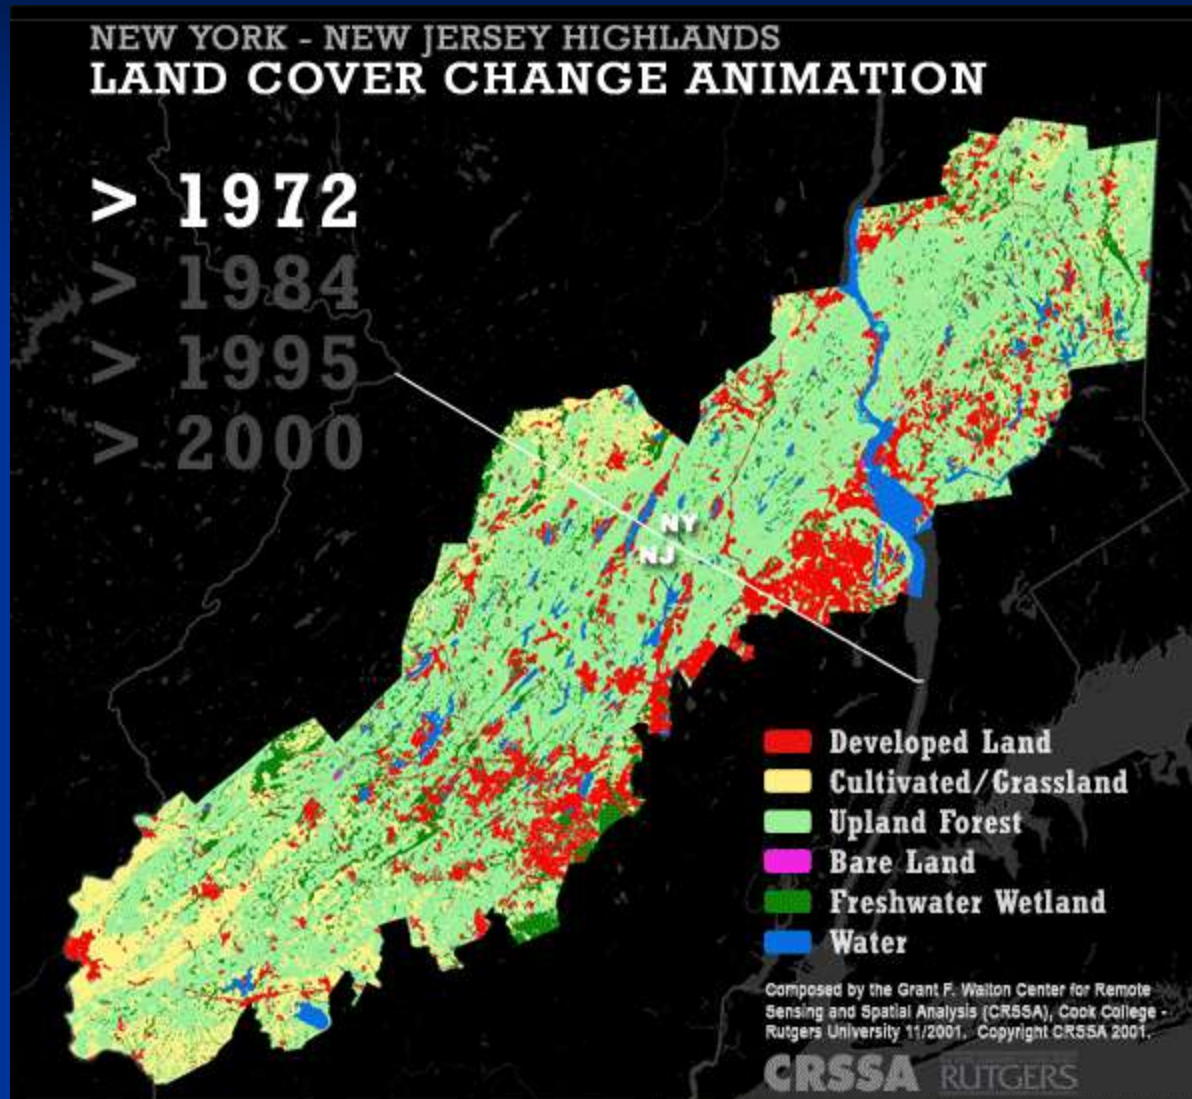 NEW YORK - NEW JERSEY HIGHLANDS
LAND COVER CHANGE ANIMATION
> 1972
> 1984
> 1995
> 2000
NY
NJ
Developed Land
Cultivated/Grassland
Upland Forest
Bare Land
Freshwater Wetland
Water
Composed by the Grant F. Walton Center for Remote
Sensing and Spatial Analysis (CRSSA), Cook College -
Rutgers University 11/2001. Copyright CRSSA 2001.
CRSSA RUTGERS